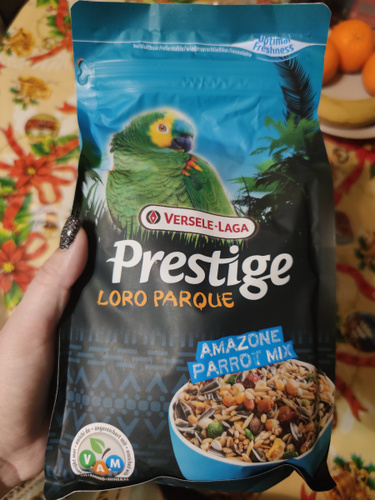 Optimal
Freshness
VERSELE-LAGA
Prestige
LORO PARQUE
AMAZONE
PARROT MIX
VAM